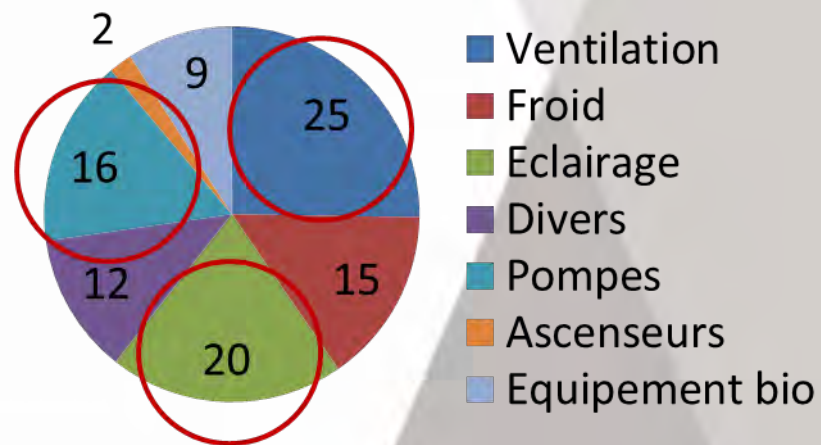 2
9
25
16
15
12
20
Ventilation
Froid
Eclairage
Divers
Pompes
Ascenseurs
Equipement bio